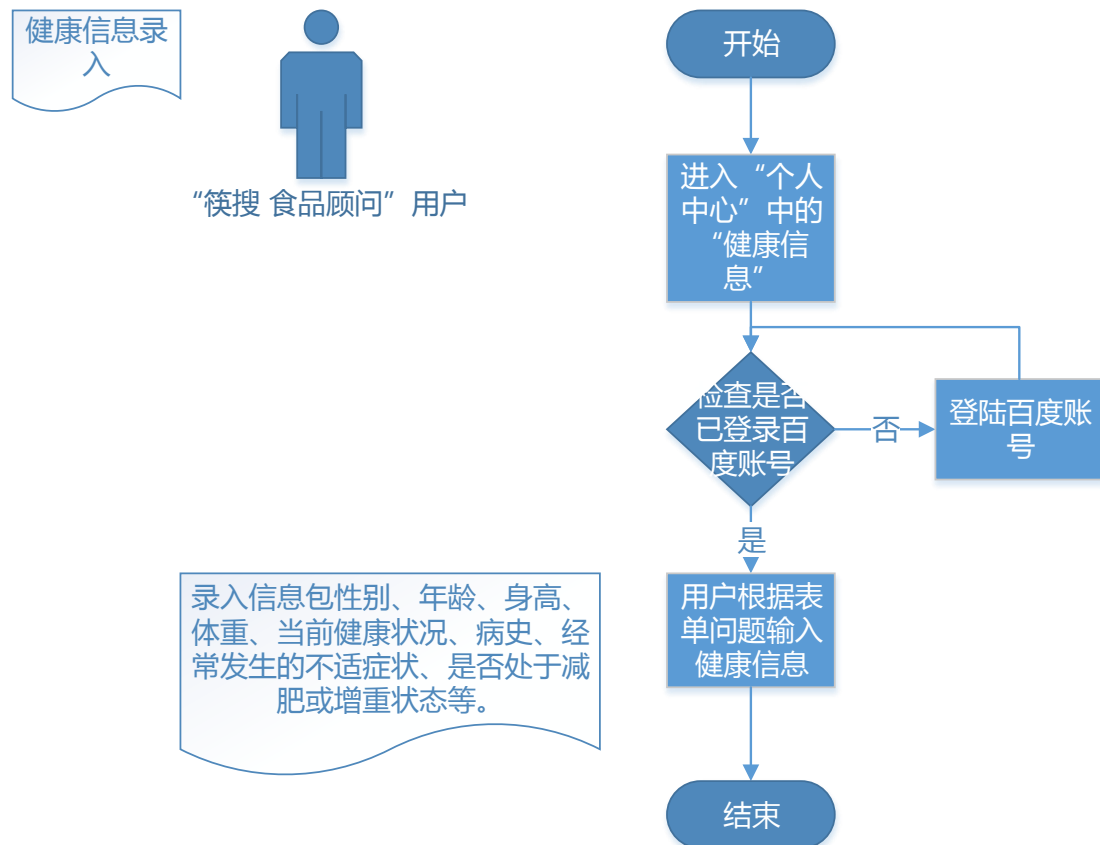 健康信息录
入
“筷搜 食品顾问”用户
开始
进入“个人
中心”中的
“健康信
息”
检查是否
已登录百
度账号
否
登陆百度账
号
是
录入信息包性别、年龄、身高、
体重、当前健康状况、病史、经
常发生的不适症状、是否处于减
肥或增重状态等。
用户根据表
单问题输入
健康信息
结束